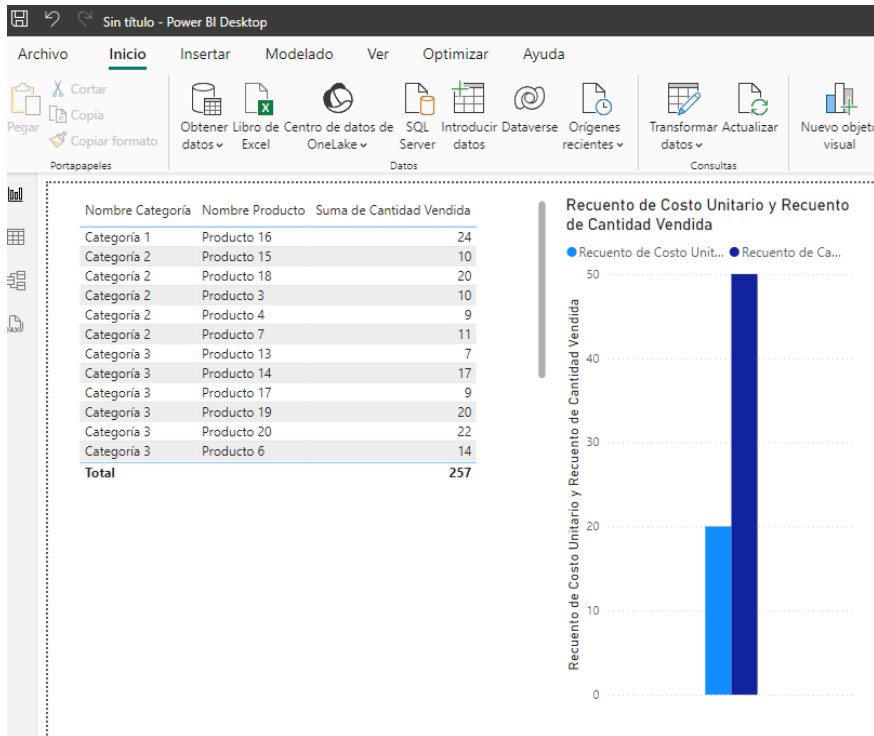 Sin título - Power BI Desktop
Archivo Inicio Insertar Modelado Ver Optimizar Ayuda
Pegar
Cortar
Copia
Copiar formato
Portapapeles
Obtener datos
Libro de Excel
Centro de datos de OneLake
SQL Server
Introducir datos
Dataverse
Orígenes recientes
Datos
Transformar datos
Actualizar
Consultas
Nuevo objeto visual
Nombre Categoría Nombre Producto Suma de Cantidad Vendida
Categoría 1 Producto 16 24
Categoría 2 Producto 15 10
Categoría 2 Producto 18 20
Categoría 2 Producto 3 10
Categoría 2 Producto 4 9
Categoría 2 Producto 7 11
Categoría 3 Producto 13 7
Categoría 3 Producto 14 17
Categoría 3 Producto 17 9
Categoría 3 Producto 19 20
Categoría 3 Producto 20 22
Categoría 3 Producto 6 14
Total 257
Recuento de Costo Unitario y Recuento
de Cantidad Vendida
Recuento de Costo Unit... Recuento de Ca...
Recuento de Costo Unitario y Recuento de Cantidad Vendida
50
40
30
20
10
0